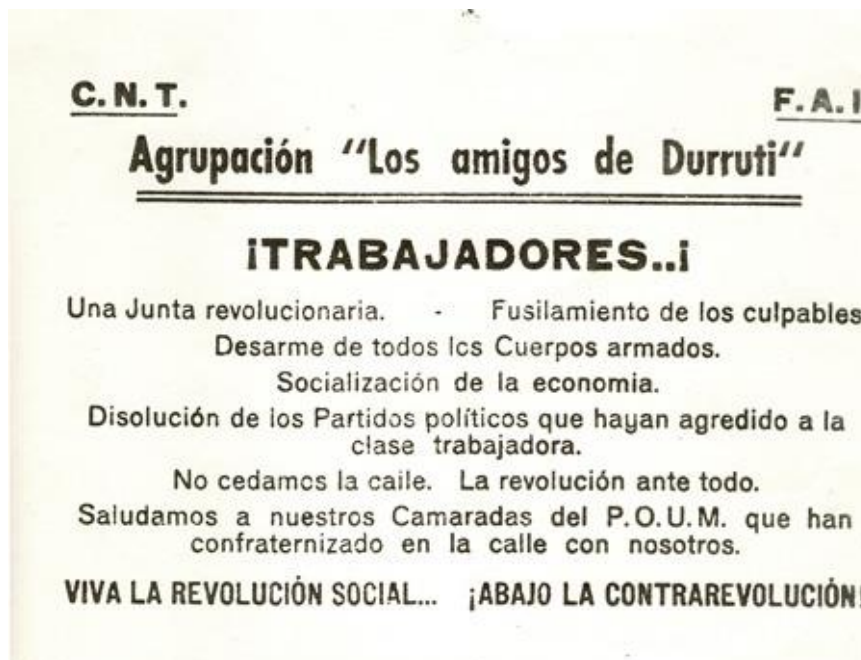 C. N. T. F. A. I
Agrupación "Los amigos de Durruti"
¡TRABAJADORES..¡
Una Junta revolucionaria. - Fusilamiento de los culpables
Desarme de todos los Cuerpos armados.
Socialización de la economia.
Disolución de los Partidos políticos que hayan agredido a la
clase trabajadora.
No cedamos la calle. La revolución ante todo.
Saludamos a nuestros Camaradas del P. O. U. M. que han
confraternizado en la calle con nosotros.
VIVA LA REVOLUCIÓN SOCIAL... ¡ABAJO LA CONTRAREVOLUCIÓN!